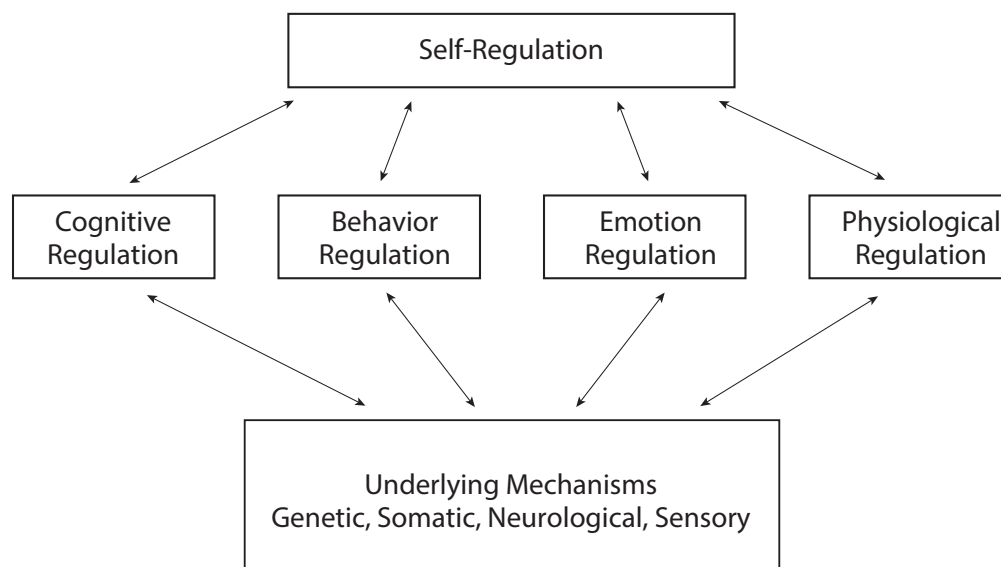 Self-Regulation
Cognitive
Regulation
Behavior
Regulation
Emotion
Regulation
Physiological
Regulation
Underlying Mechanisms
Genetic, Somatic, Neurological, Sensory